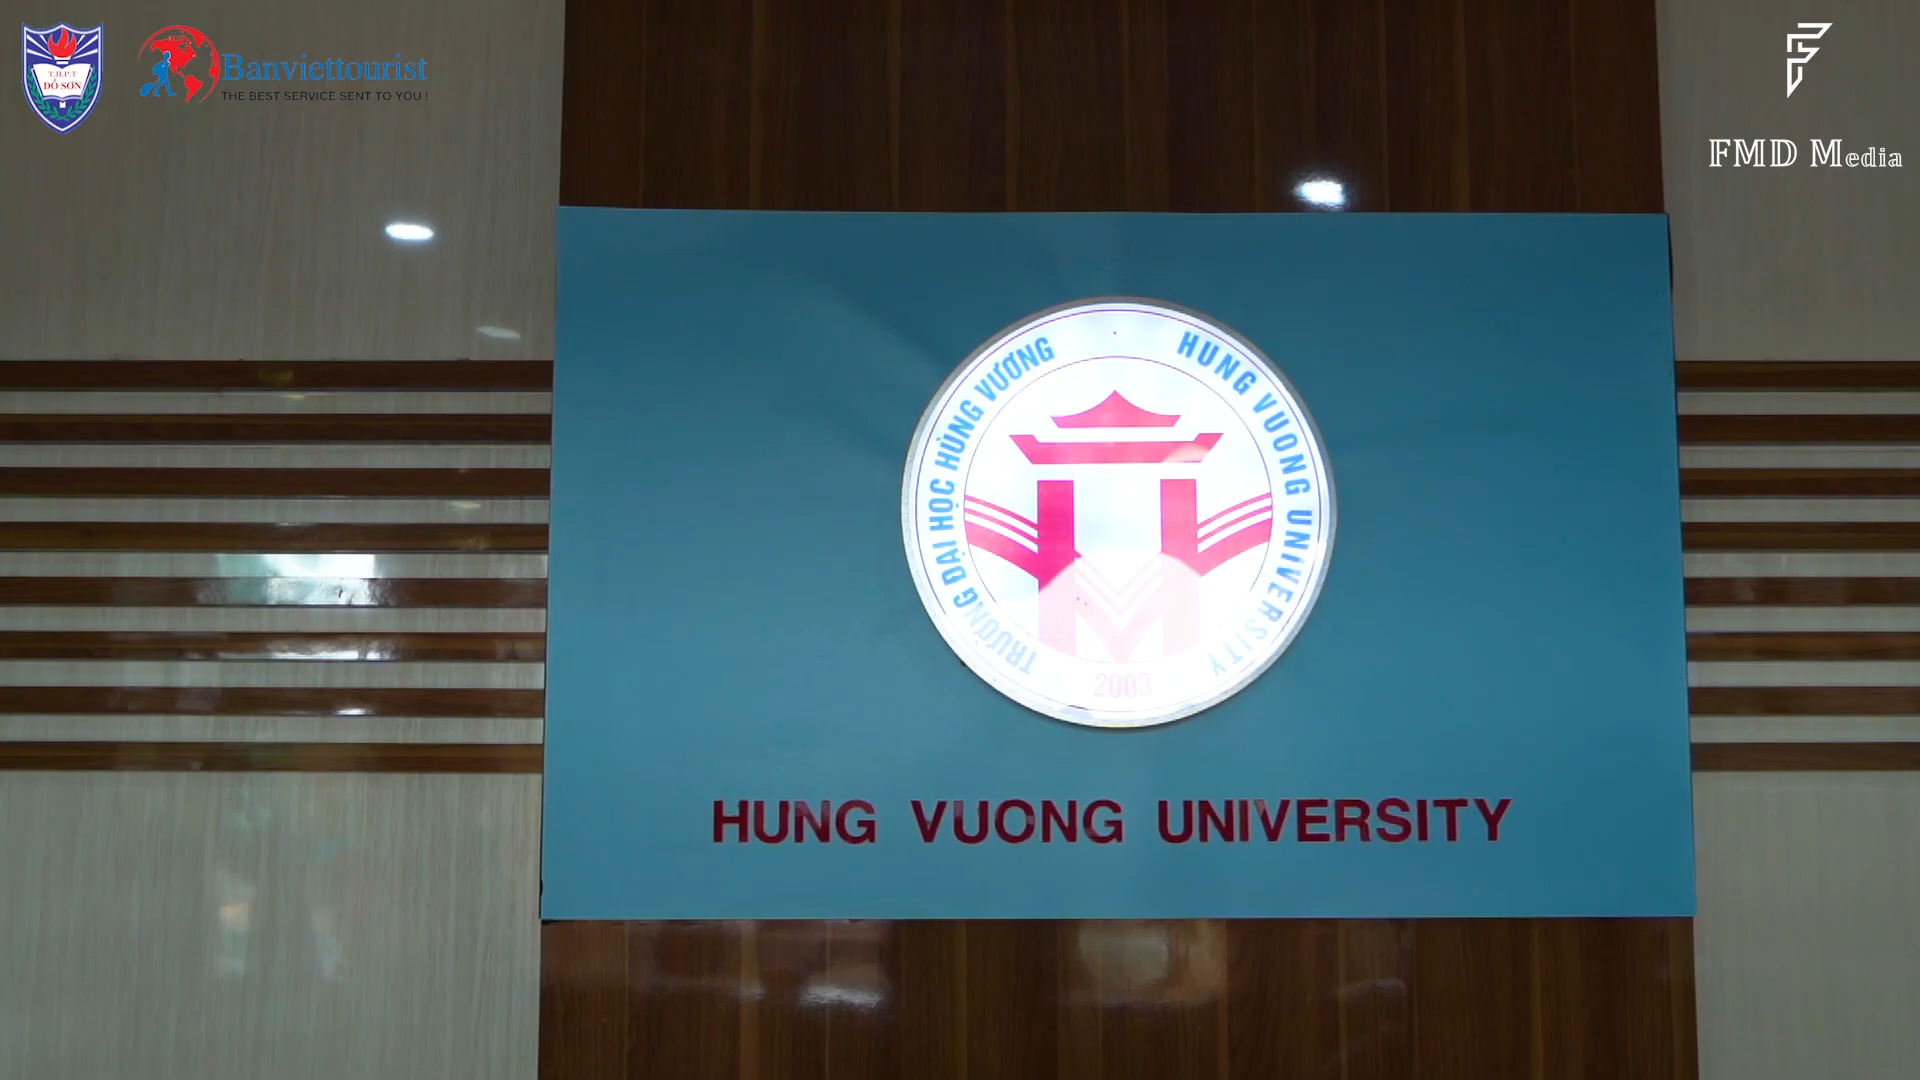 T.H.P.T
ĐỒ SƠN
Banviettourist
THE BEST SERVICE SENT TO YOU !
FMD Media
TRƯỜNG ĐẠI HỌC HÙNG VƯƠNG
HUNG VUONG UNIVERSITY
2003
HUNG VUONG UNIVERSITY